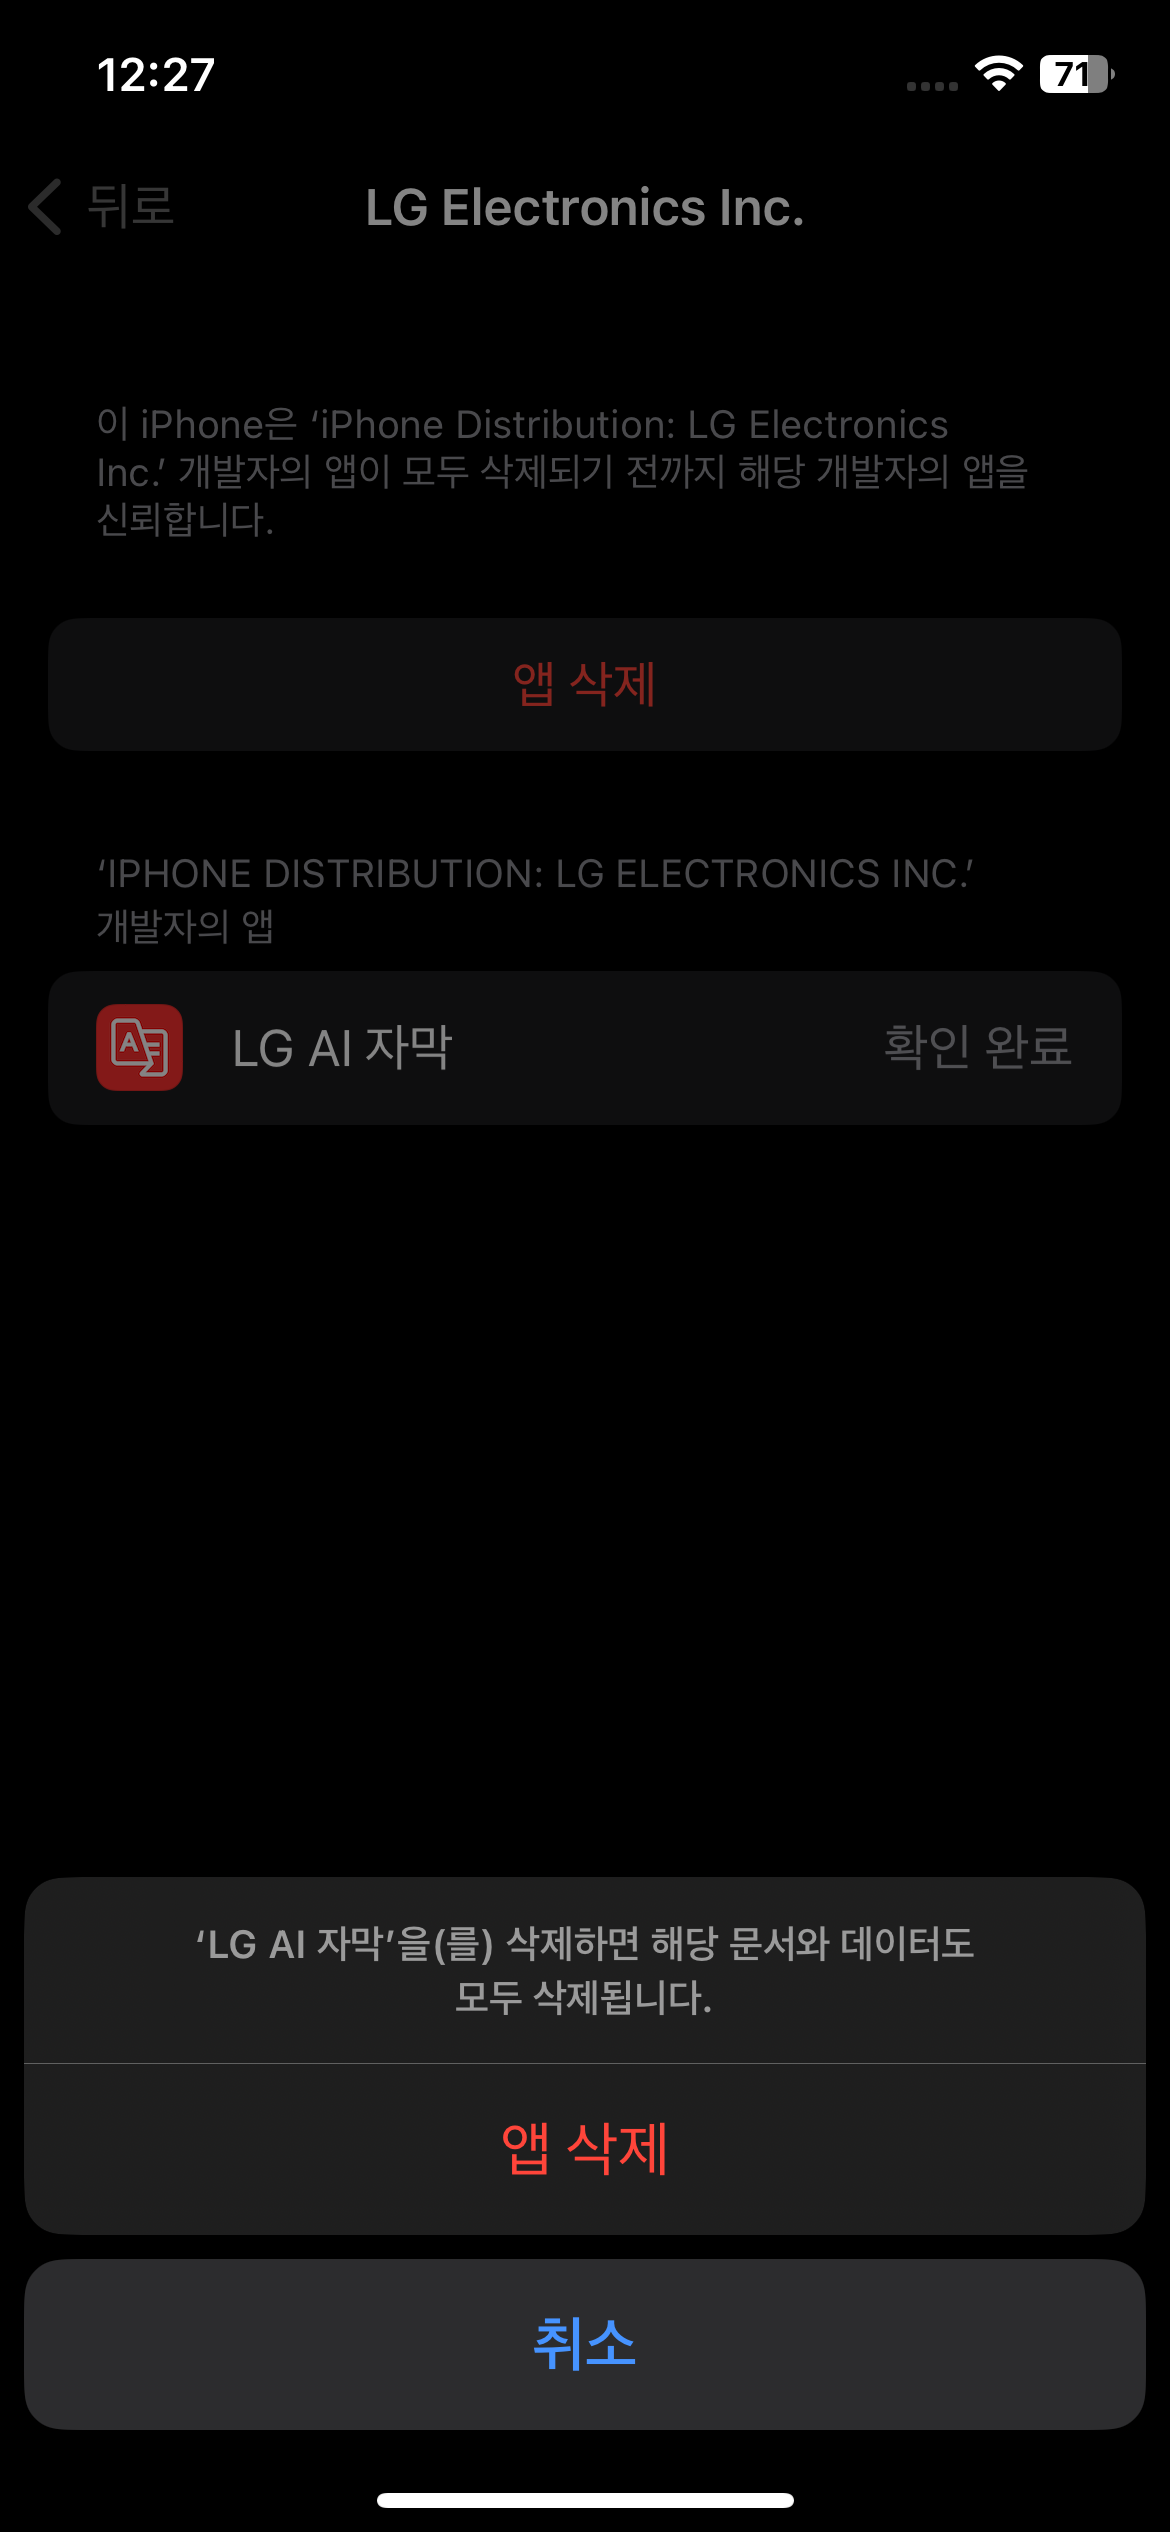 12:27
71
뒤로
LG Electronics Inc.
이 iPhone은 ‘iPhone Distribution: LG Electronics
Inc.’ 개발자의 앱이 모두 삭제되기 전까지 해당 개발자의 앱을
신뢰합니다.
앱 삭제
‘IPHONE DISTRIBUTION: LG ELECTRONICS INC.’
개발자의 앱
A
LG AI 자막
확인 완료
‘LG AI 자막’을(를) 삭제하면 해당 문서와 데이터도
모두 삭제됩니다.
앱 삭제
취소